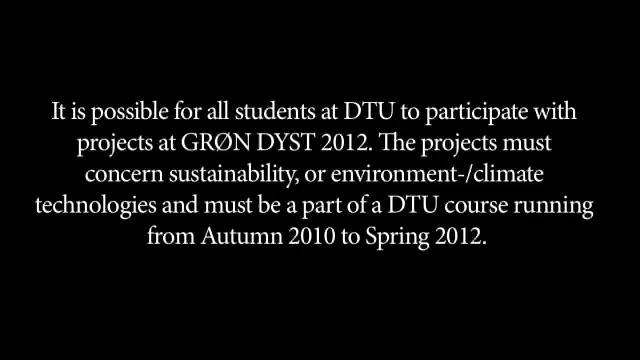 It is possible for all students at DTU to participate with
projects at GRØN DYST 2012. The projects must
concern sustainability, or environment-/climate
technologies and must be a part of a DTU course running
from Autumn 2010 to Spring 2012.